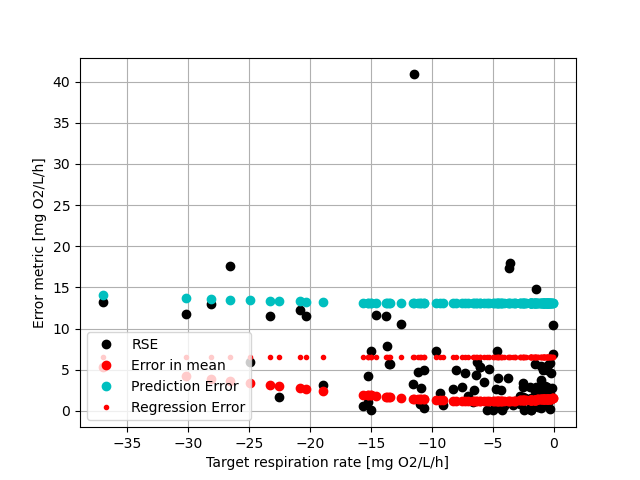 40
35
30
25
20
15
10
5
0
Error metric [mg O2/L/h]
RSE
Error in mean
Prediction Error
Regression Error
−35 −30 −25 −20 −15 −10 −5 0
Target respiration rate [mg O2/L/h]